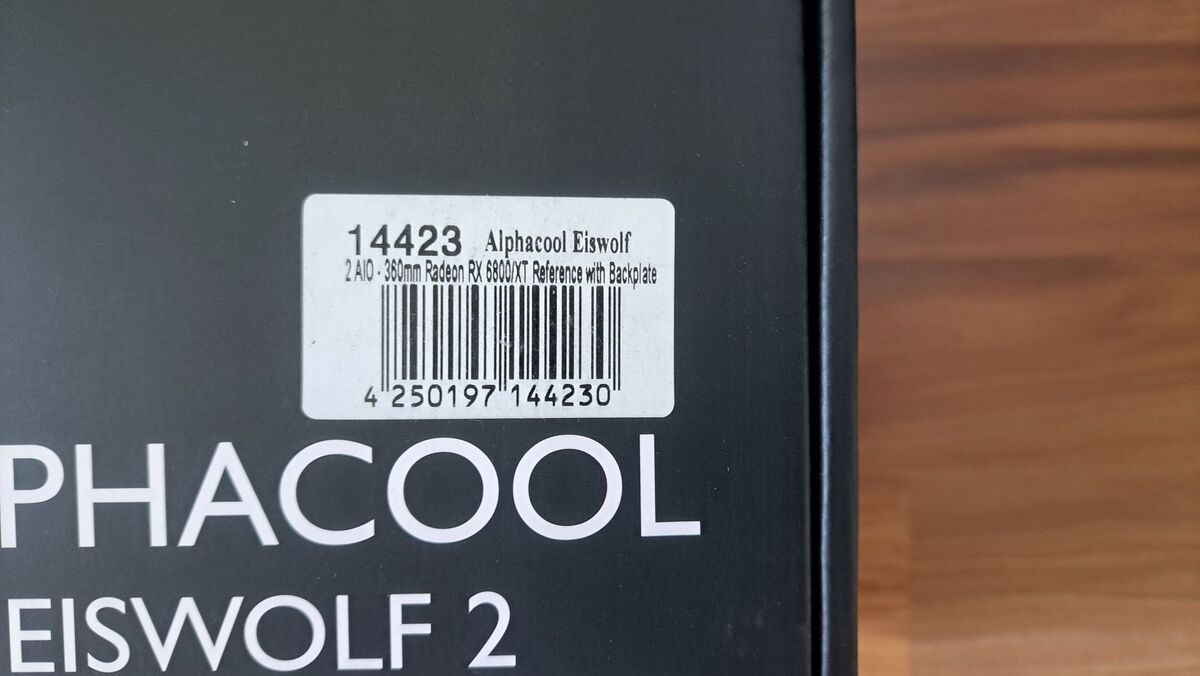 14423 Alphacool Eiswolf
2 AIO - 360mm Radeon RX 6800/XT Reference with Backplate
4 250197 144230
PHACOOL
EISWOLF 2